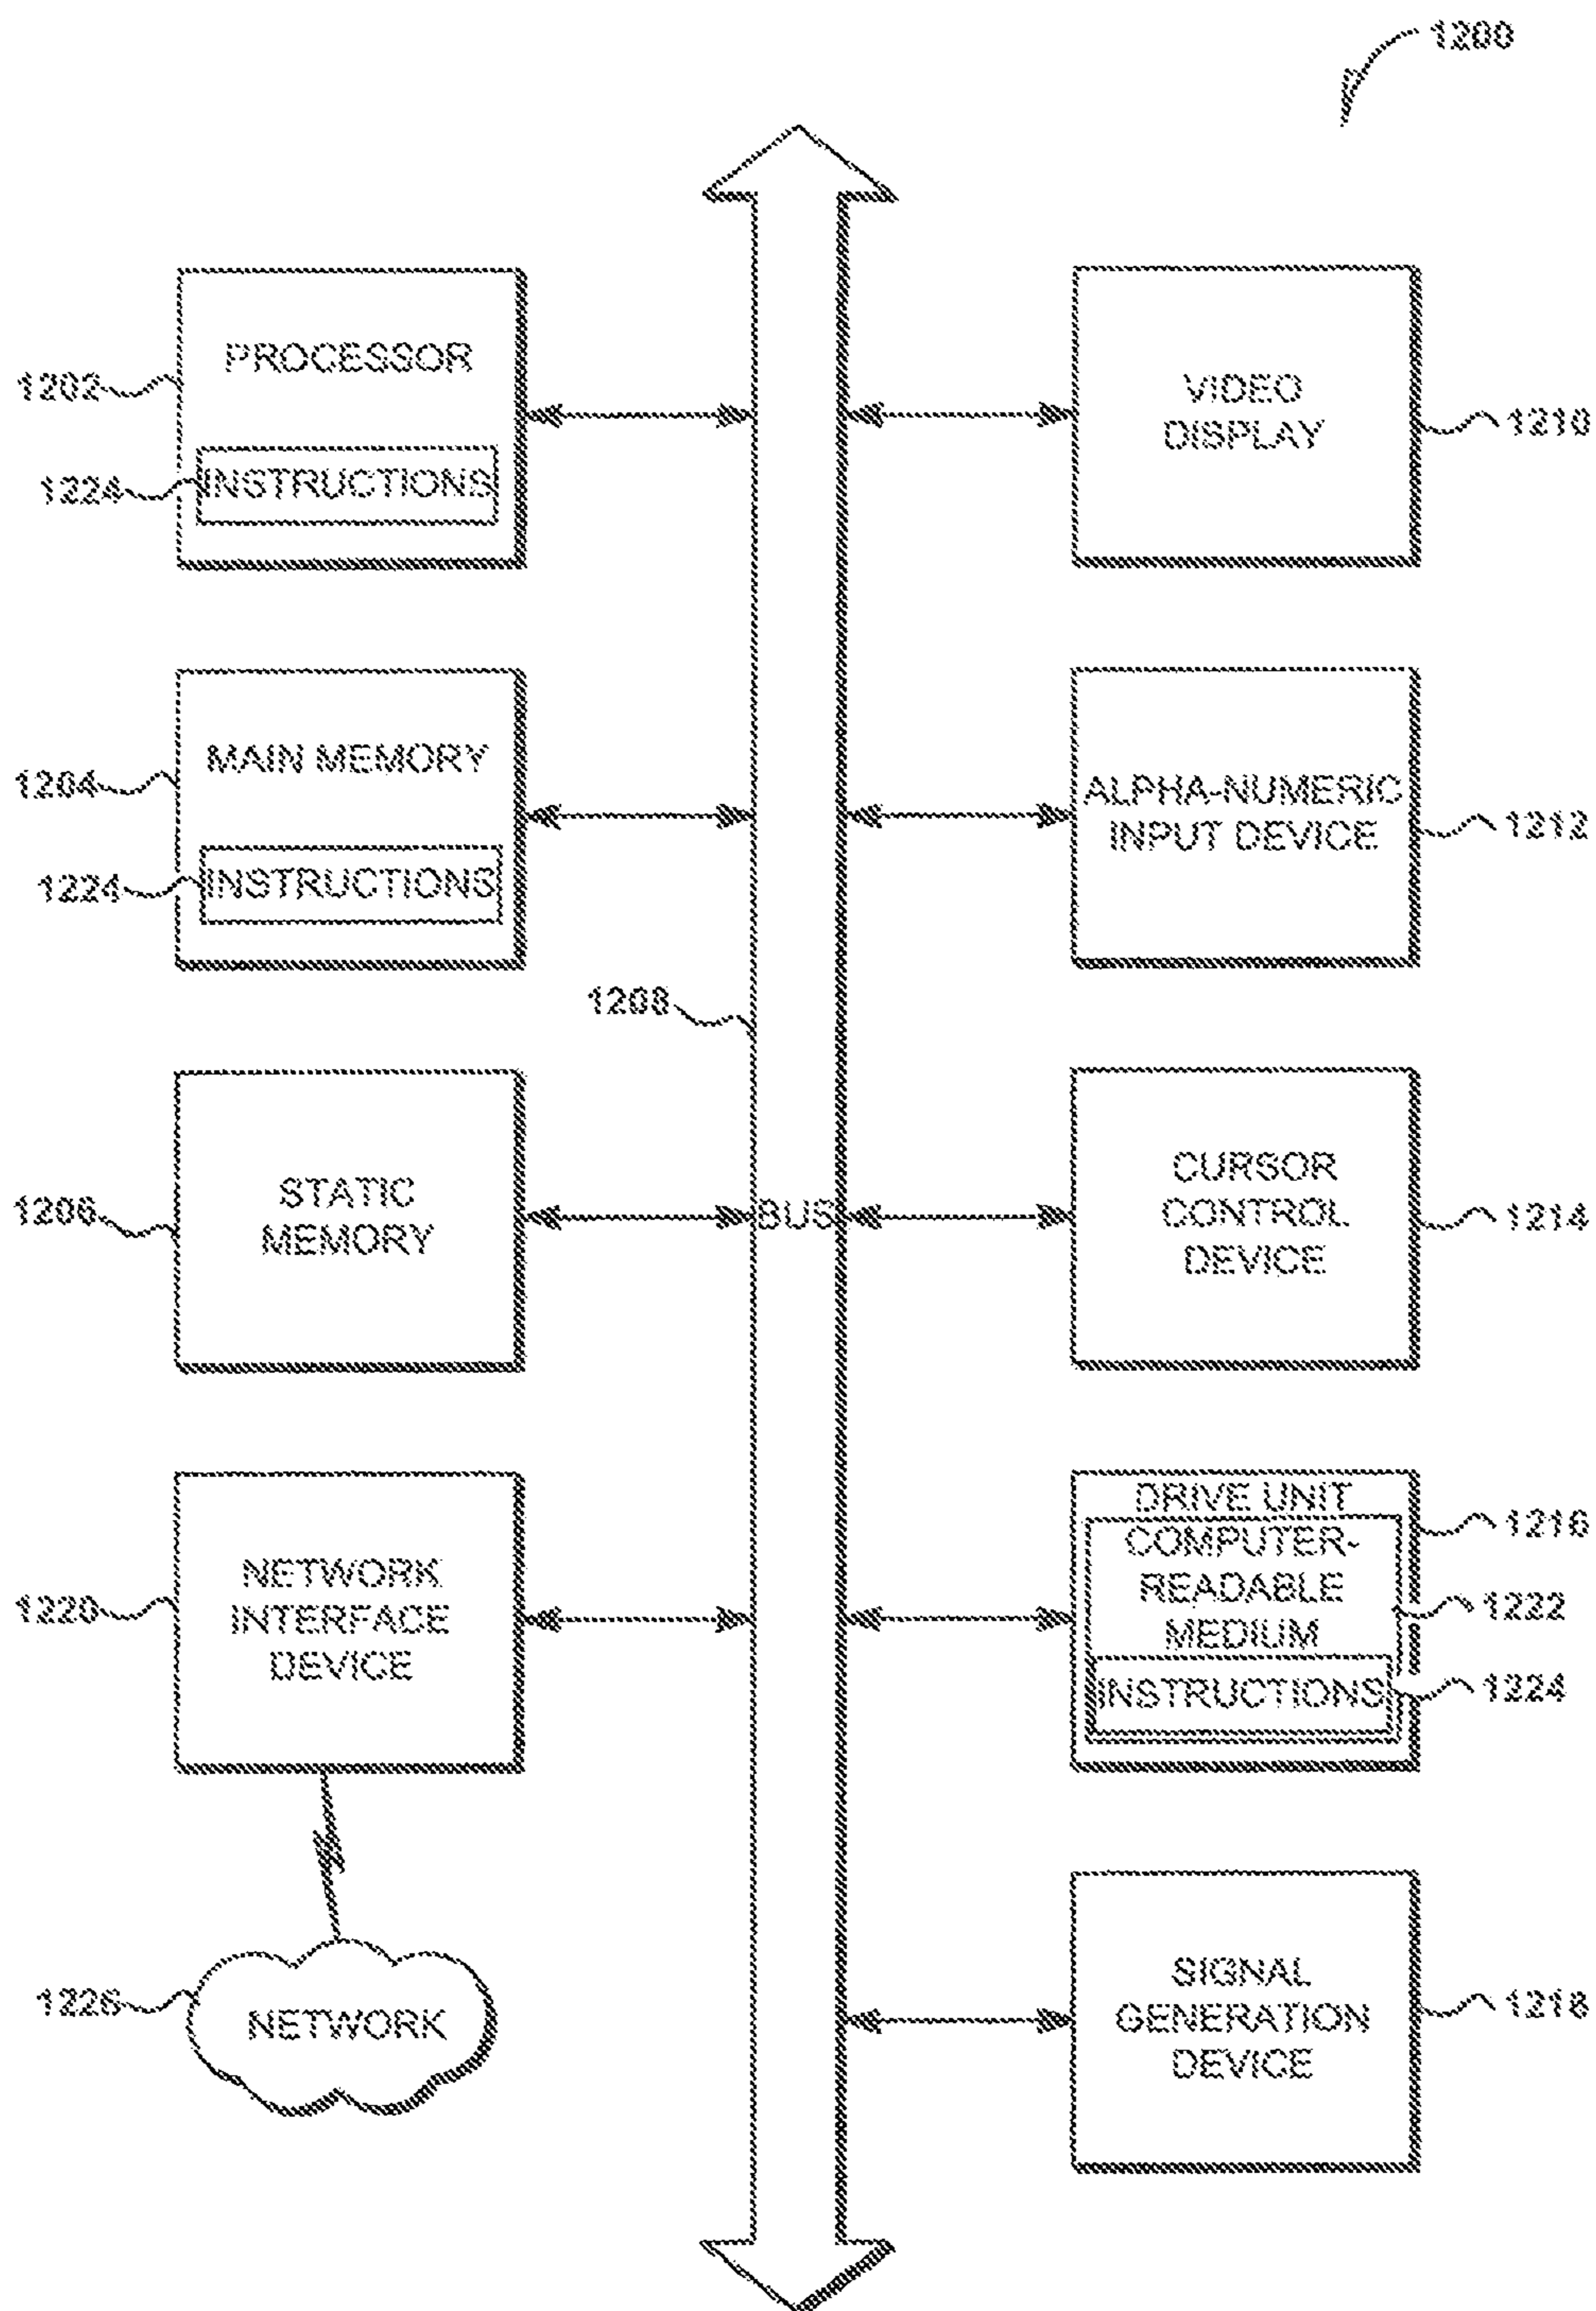 1200
PROCESSOR
1202
1224
INSTRUCTIONS
VIDEO
DISPLAY
1210
MAIN MEMORY
1204
1224
INSTRUCTIONS
ALPHA-NUMERIC
INPUT DEVICE
1212
1208
STATIC
MEMORY
1206
BUS
CURSOR
CONTROL
DEVICE
1214
NETWORK
INTERFACE
DEVICE
1220
DRIVE UNIT
1216
COMPUTER-
READABLE
MEDIUM
1222
INSTRUCTIONS
1224
1226
NETWORK
SIGNAL
GENERATION
DEVICE
1218